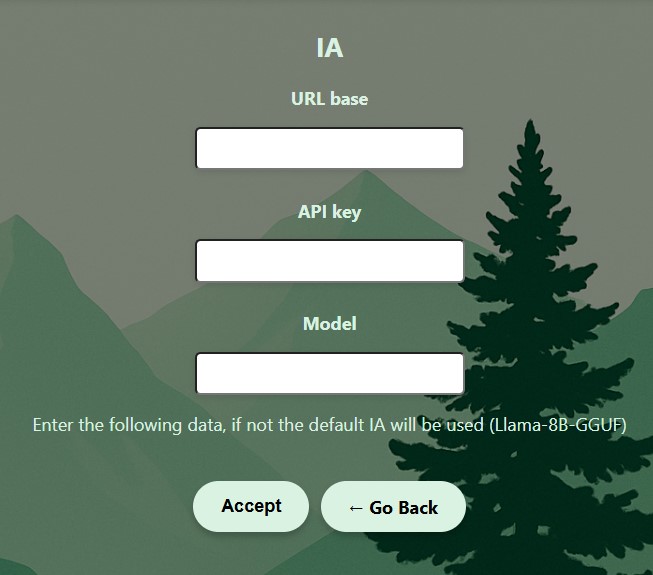 IA
URL base
API key
Model
Enter the following data, if not the default IA will be used (Llama-8B-GGUF)
Accept
← Go Back